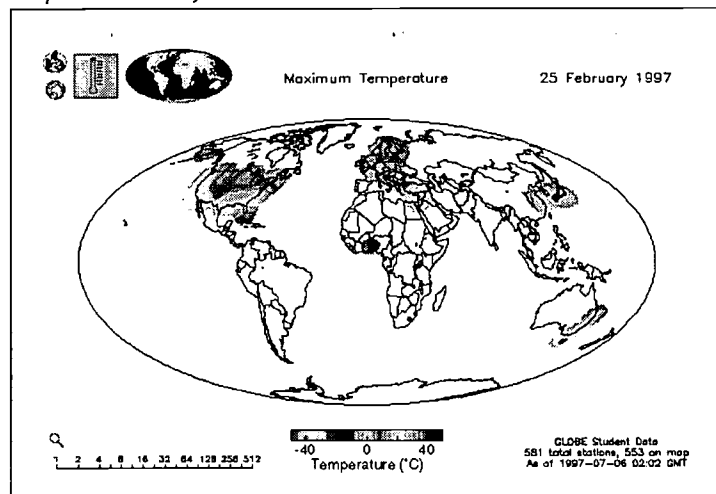 Maximum Temperature 25 February 1997
1 2 4 8 16 32 64 128 256 512
-40 0 40
Temperature (°C)
GLOBE Student Data
581 total stations, 553 on map
As of 1997-07-06 02:02 GMT